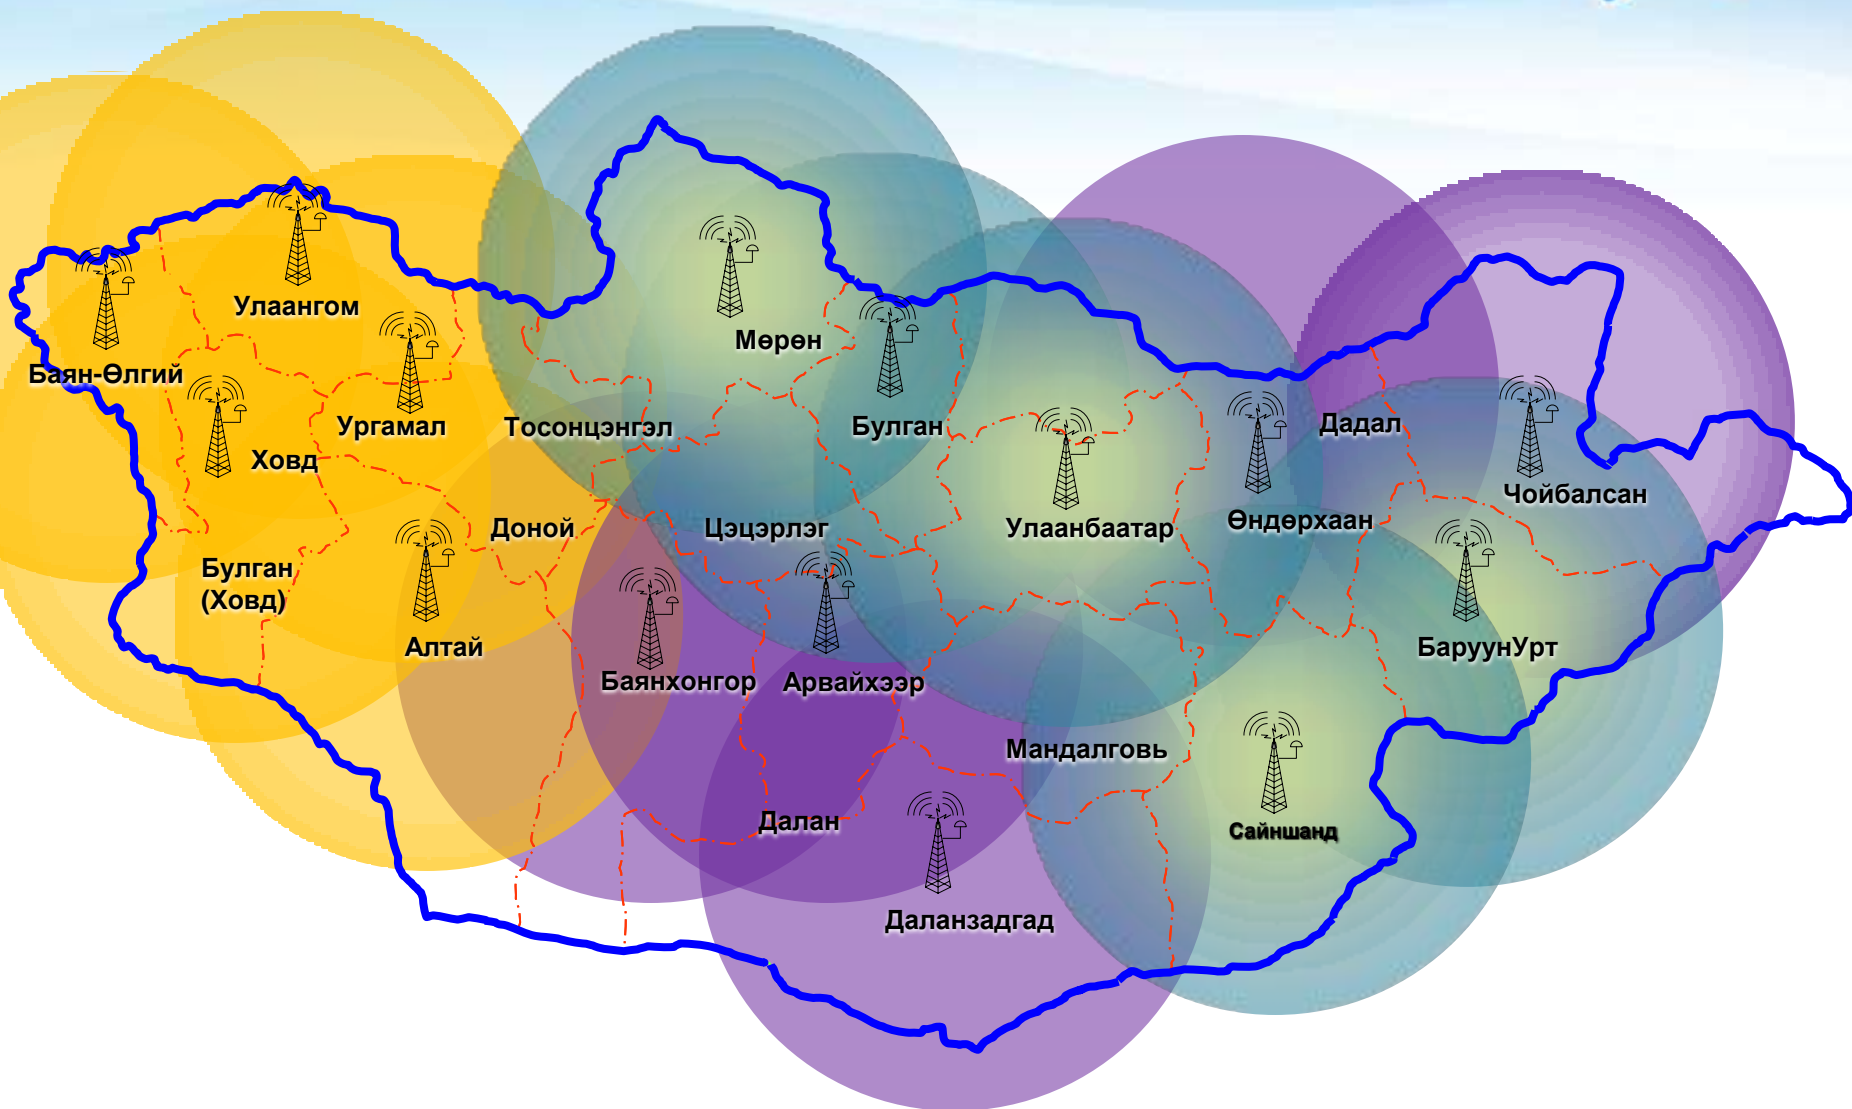 Улаангом
Мөрөн
Баян-Өлгий
Ургамал
Тосонцэнгэл
Булган
Дадал
Ховд
Чойбалсан
Доной
Цэцэрлэг
Улаанбаатар
Өндөрхаан
Булган
(Ховд)
Алтай
БаруунУрт
Баянхонгор
Арвайхээр
Мандалговь
Далан
Сайншанд
Даланзадгад